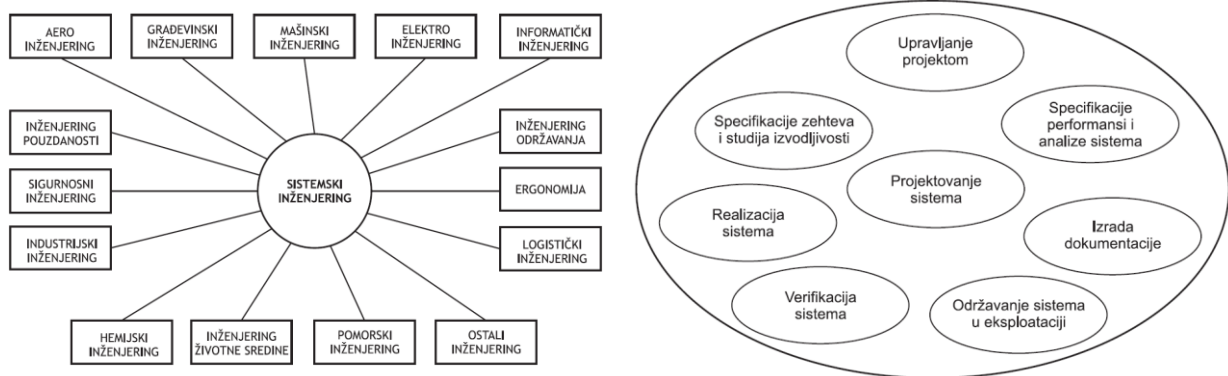 AERO
INŽENJERING
GRAĐEVINSKI
INŽENJERING
MAŠINSKI
INŽENJERING
ELEKTRO
INŽENJERING
INFORMATIČKI
INŽENJERING
INŽENJERING
POUZDANOSTI
INŽENJERING
ODRŽAVANJA
SIGURNOSNI
INŽENJERING
SISTEMSKI
INŽENJERING
ERGONOMIJA
INDUSTRIJSKI
INŽENJERING
LOGISTIČKI
INŽENJERING
HEMIJSKI
INŽENJERING
INŽENJERING
ŽIVOTNE SREDINE
POMORSKI
INŽENJERING
OSTALI
INŽENJERING
Upravljanje
projektom
Specifikacije zehteva
i studija izvodljivosti
Specifikacije
performansi i
analize sistema
Projektovanje
sistema
Realizacija
sistema
Izrada
dokumentacije
Verifikacija
sistema
Održavanje sistema
u eksploataciji